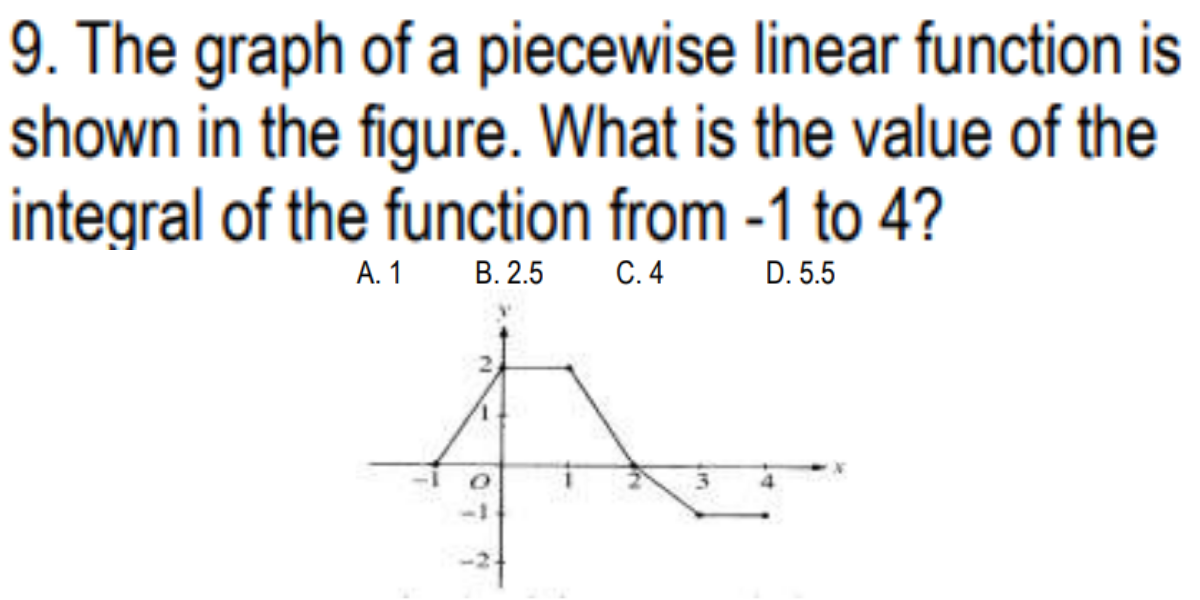 9. The graph of a piecewise linear function is
shown in the figure. What is the value of the
integral of the function from -1 to 4?
A. 1 B. 2.5 C. 4 D. 5.5
y
2
1
-1 O 1 2 3 4 x
-1
-2